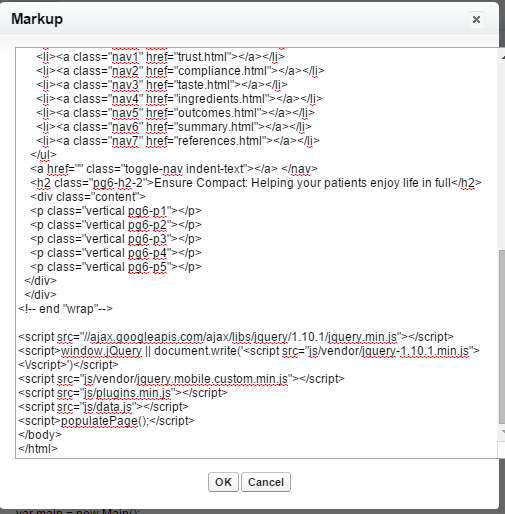 Markup
<li><a class="nav1" href="trust.html"></a></li>
<li><a class="nav2" href="compliance.html"></a></li>
<li><a class="nav3" href="taste.html"></a></li>
<li><a class="nav4" href="ingredients.html"></a></li>
<li><a class="nav5" href="outcomes.html"></a></li>
<li><a class="nav6" href="summary.html"></a></li>
<li><a class="nav7" href="references.html"></a></li>
</ul>
<a href="" class="toggle-nav indent-text"></a> </nav>
<h2 class="pg6-h2-2">Ensure Compact: Helping your patients enjoy life in full</h2>
<div class="content">
<p class="vertical pg6-p1"></p>
<p class="vertical pg6-p2"></p>
<p class="vertical pg6-p3"></p>
<p class="vertical pg6-p4"></p>
<p class="vertical pg6-p5"></p>
</div>
</div>
<!-- end "wrap"-->
<script src="//ajax.googleapis.com/ajax/libs/jquery/1.10.1/jquery.min.js"></script>
<script>window.jQuery || document.write('<script src="js/vendor/jquery-1.10.1.min.js">
<\/script>')</script>
<script src="js/vendor/jquery.mobile.custom.min.js"></script>
<script src="js/plugins.min.js"></script>
<script src="js/data.js"></script>
<script>populatePage();</script>
</body>
</html>
OK Cancel
var main = new Main();